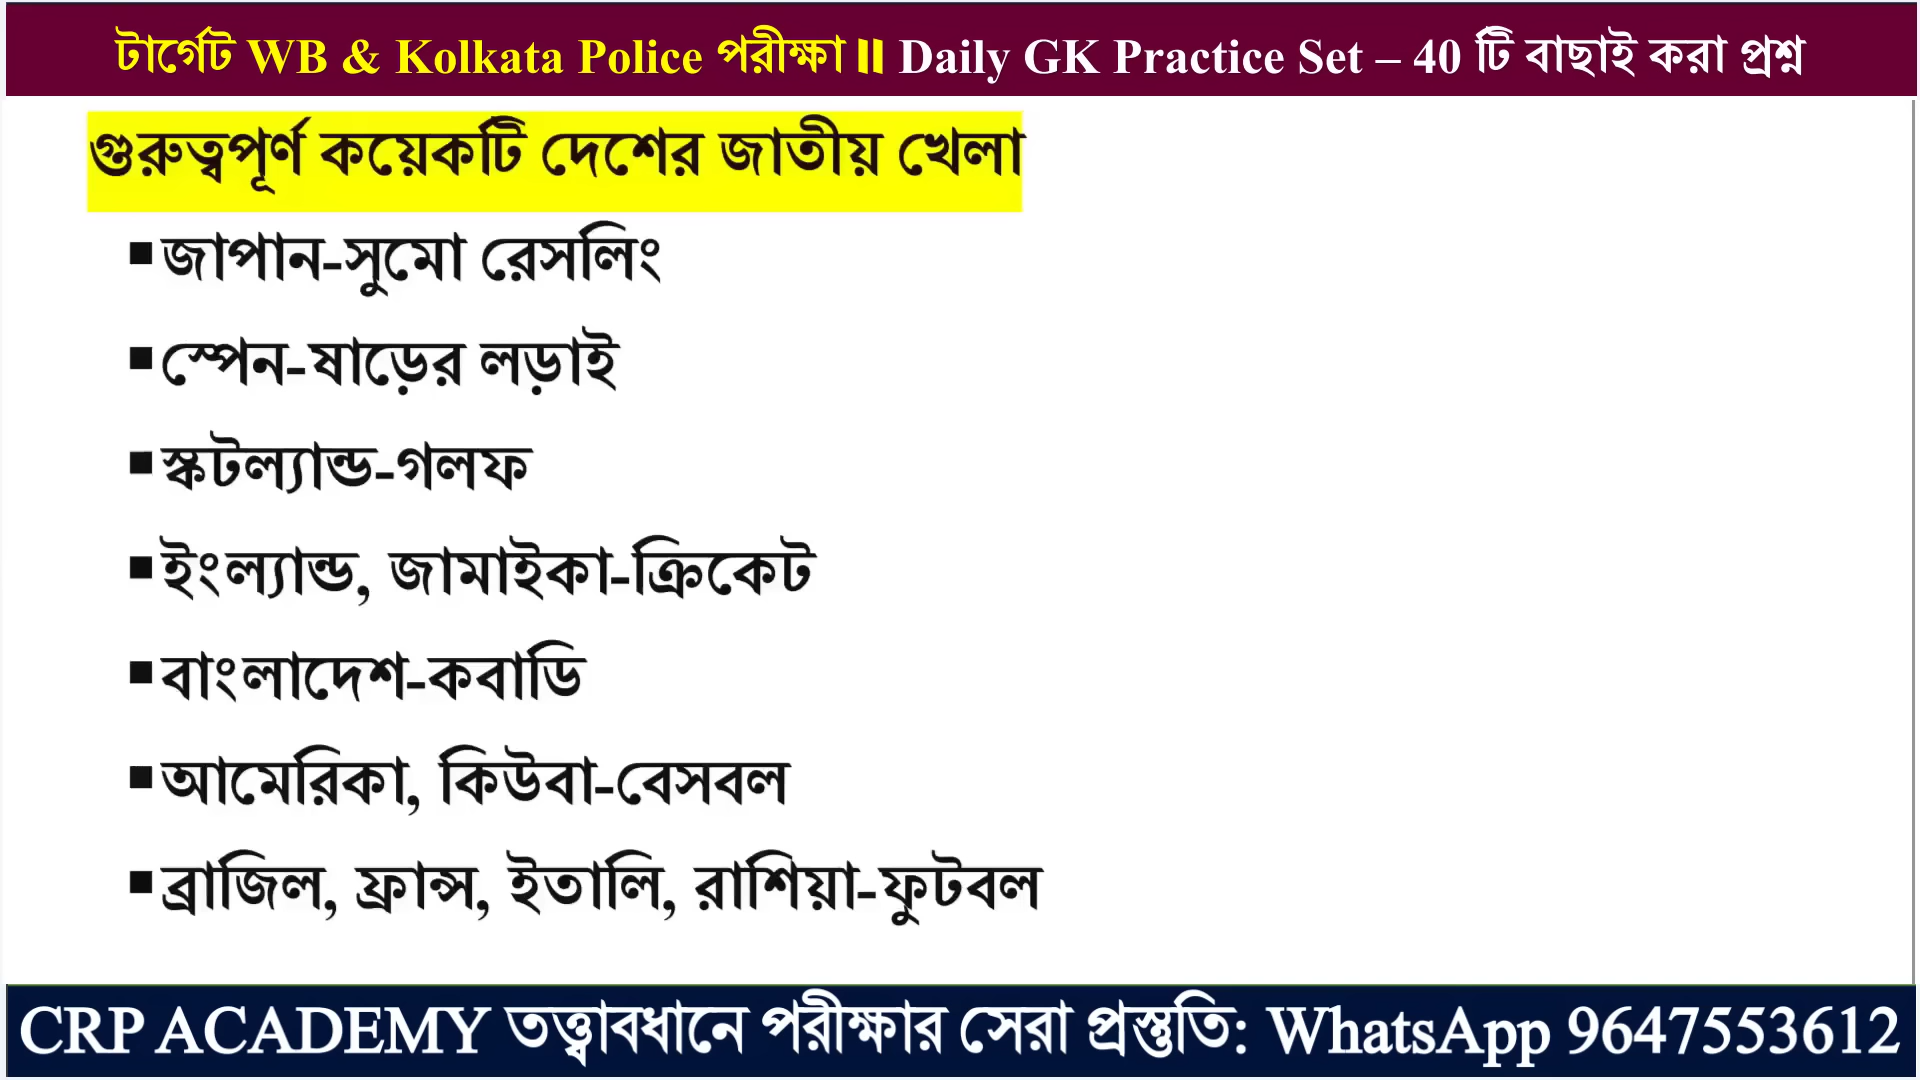 টার্গেট WB & Kolkata Police পরীক্ষা॥ Daily GK Practice Set – 40 টি বাছাই করা প্রশ্ন
গুরুত্বপূর্ণ কয়েকটি দেশের জাতীয় খেলা
▪জাপান-সুমো রেসলিং
▪স্পেন-ষাড়ের লড়াই
▪স্কটল্যান্ড-গলফ
▪ইংল্যান্ড, জামাইকা-ক্রিকেট
▪বাংলাদেশ-কবাডি
▪আমেরিকা, কিউবা-বেসবল
▪ব্রাজিল, ফ্রান্স, ইতালি, রাশিয়া-ফুটবল
CRP ACADEMY তত্ত্বাবধানে পরীক্ষার সেরা প্রস্তুতি: WhatsApp 9647553612